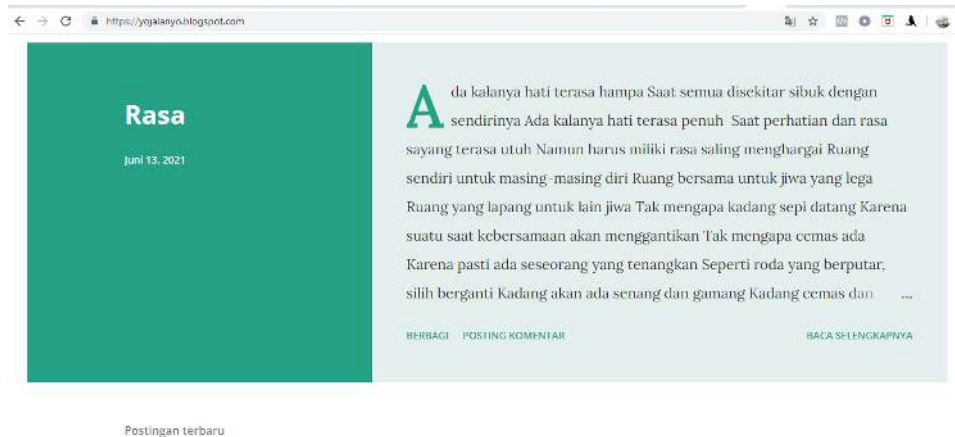 https://yojalanyo.blogspot.com
Rasa
Juni 13, 2021
Ada kalanya hati terasa hampa Saat semua disekitar sibuk dengan
sendirinya Ada kalanya hati terasa penuh Saat perhatian dan rasa
sayang terasa utuh Namun harus miliki rasa saling menghargai Ruang
sendiri untuk masing-masing diri Ruang bersama untuk jiwa yang lega
Ruang yang lapang untuk lain jiwa Tak mengapa kadang sepi datang Karena
suatu saat kebersamaan akan menggantikan Tak mengapa cemas ada
Karena pasti ada seseorang yang tenangkan Seperti roda yang berputar,
silih berganti Kadang akan ada senang dan gamang Kadang cemas dan ...
BERBAGI POSTING KOMENTAR BACA SELENGKAPNYA
Postingan terbaru